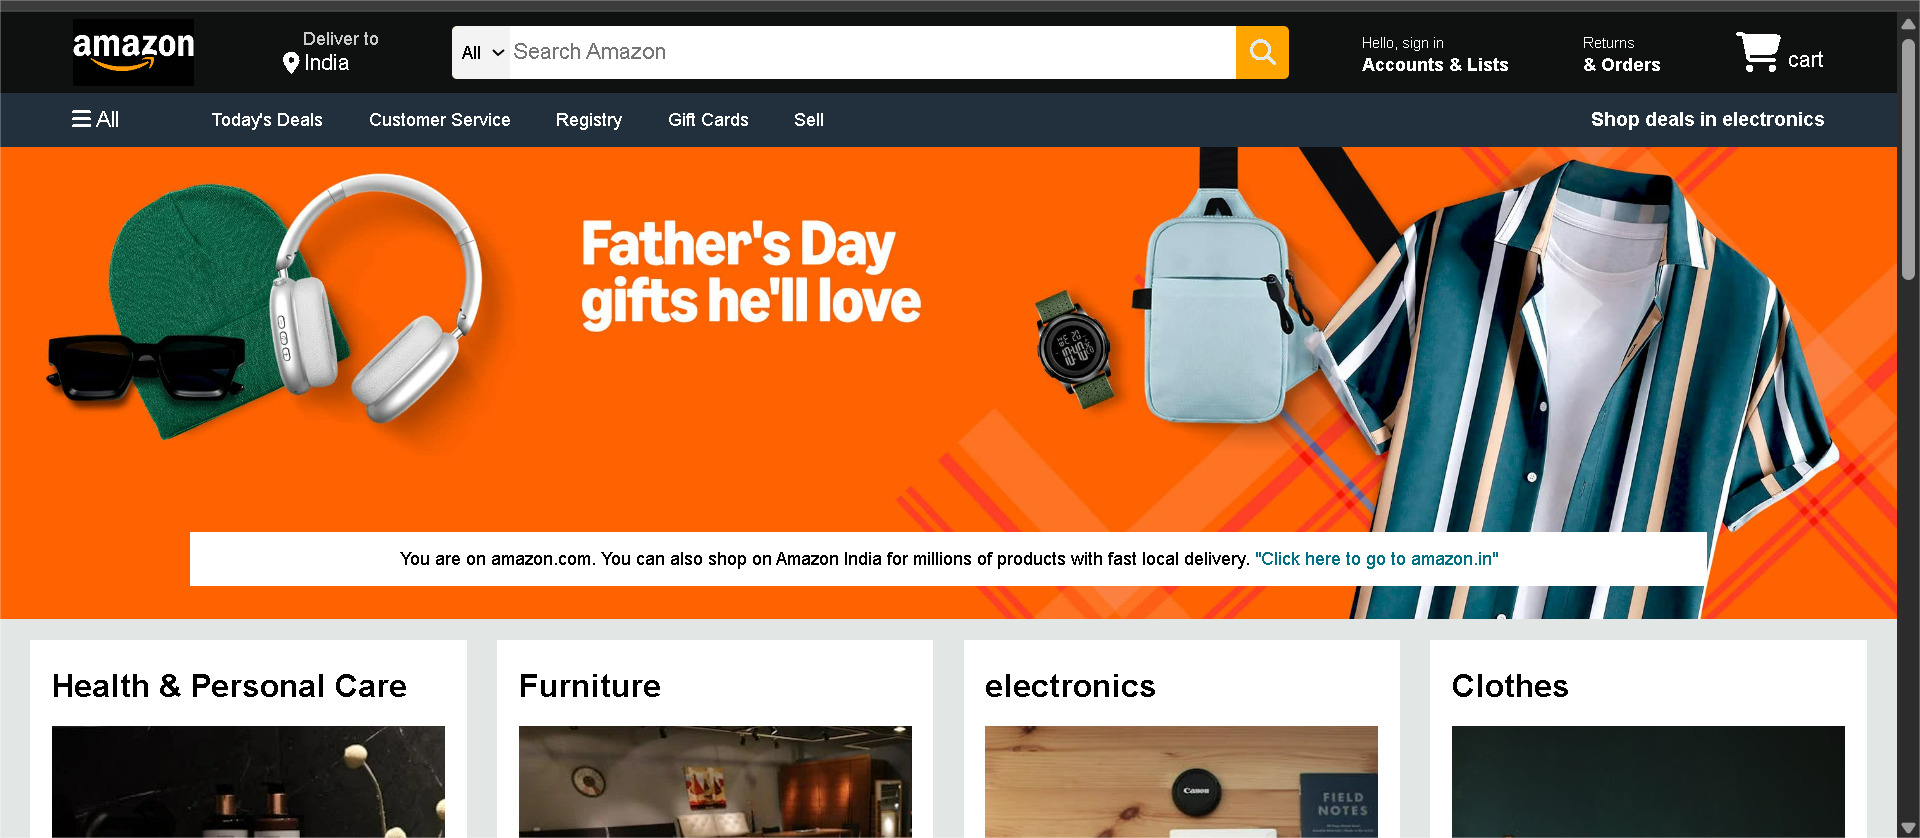 amazon
Deliver to
India
All
Search Amazon
Hello, sign in
Accounts & Lists
Returns
& Orders
cart
All
Today's Deals
Customer Service
Registry
Gift Cards
Sell
Shop deals in electronics
Father's Day
gifts he'll love
You are on amazon.com. You can also shop on Amazon India for millions of products with fast local delivery. "Click here to go to amazon.in"
Health & Personal Care
Furniture
electronics
Clothes
Canon
FIELD
NOTES